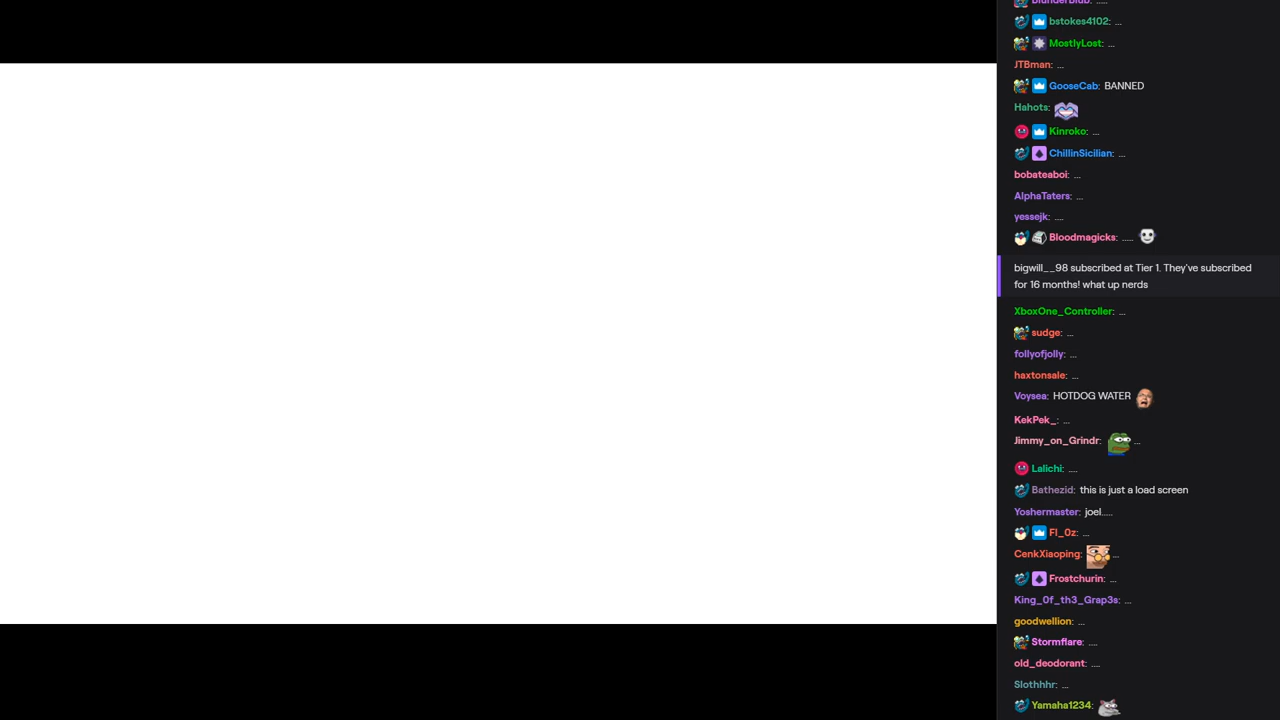 blunderblub: .....
bstokes4102: ...
MostlyLost: ...
JTBman: ...
GooseCab: BANNED
Hahots:
Kinroko: ...
ChillinSicilian: ...
bobateaboi: ...
AlphaTaters: ...
yessejk: ....
Bloodmagicks: .....
bigwill__98 subscribed at Tier 1. They've subscribed
for 16 months! what up nerds
XboxOne_Controller: ...
sudge: ...
follyofjolly: ...
haxtonsale: ...
Voysea: HOTDOG WATER
KekPek_: ...
Jimmy_on_Grindr: ...
Lalichi: ....
Bathezid: this is just a load screen
Yoshermaster: joel.....
Fl_0z: ...
CenkXiaoping: ...
Frostchurin: ...
King_0f_th3_Grap3s: ...
goodwellion: ...
Stormflare: ....
old_deodorant: ....
Slothhhr: ...
Yamaha1234: